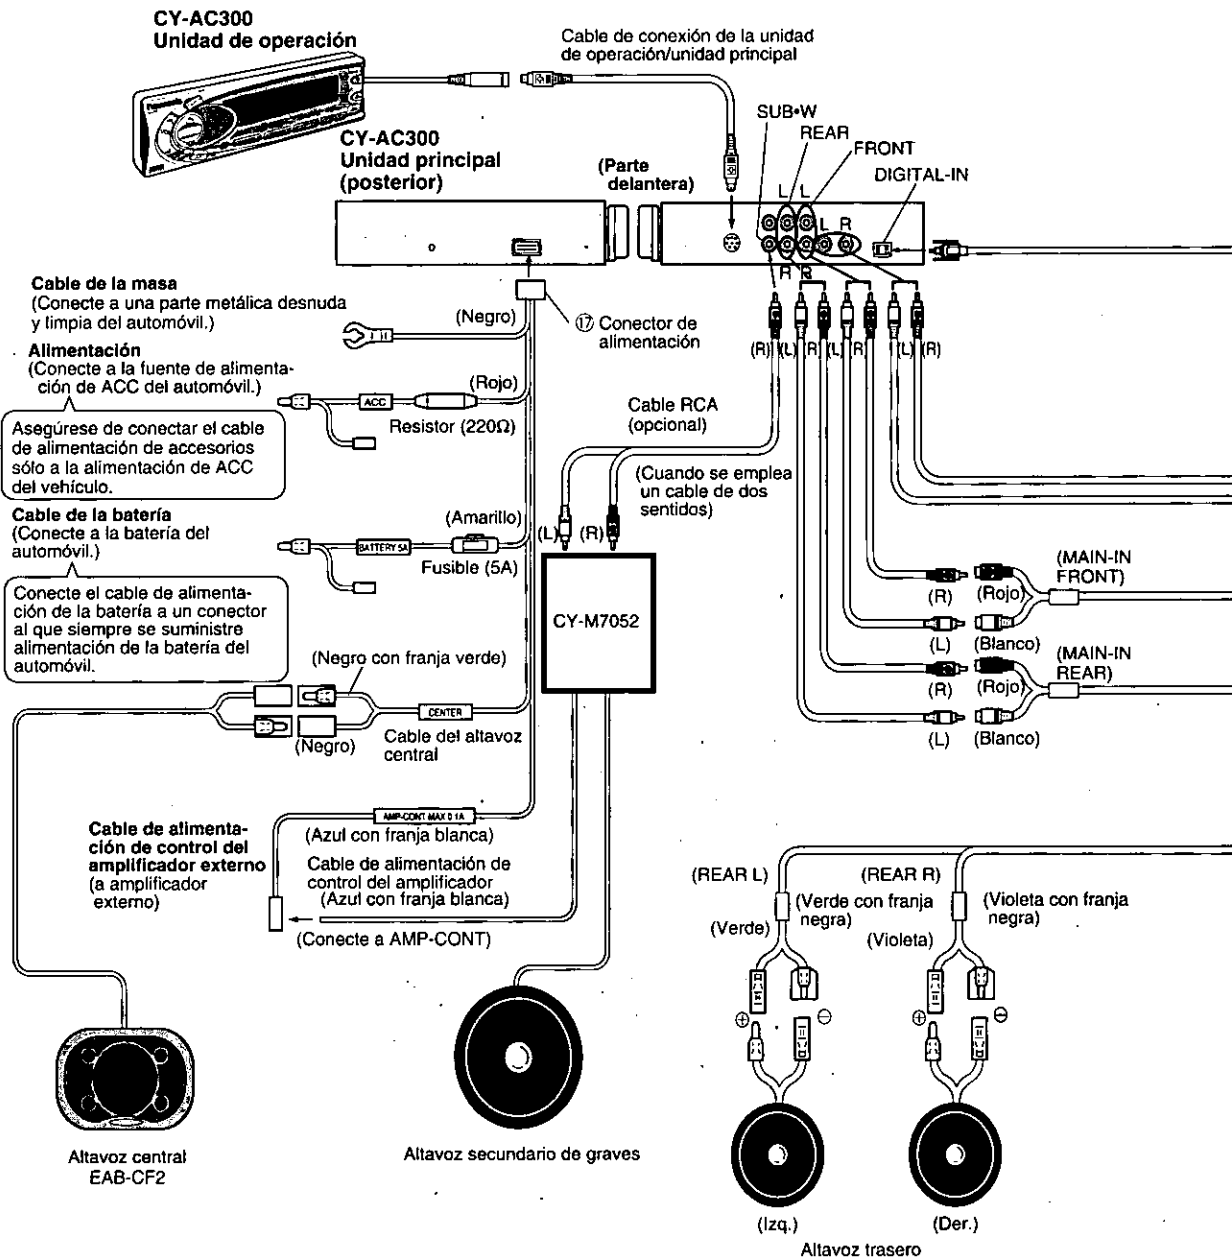 CY-AC300
Unidad de operación
Cable de conexión de la unidad
de operación/unidad principal
CY-AC300
Unidad principal
(posterior)
(Parte
delantera)
SUB•W
REAR
FRONT
DIGITAL-IN
L L
L R
R R
Cable de la masa
(Conecte a una parte metálica desnuda
y limpia del automóvil.)
(Negro)
⑰ Conector de
alimentación
Alimentación
(Conecte a la fuente de alimenta-
ción de ACC del automóvil.)
(Rojo)
ACC
Resistor (220Ω)
Asegúrese de conectar el cable
de alimentación de accesorios
sólo a la alimentación de ACC
del vehículo.
(R) (L) (R) (L) (R) (L) (R)
Cable RCA
(opcional)
(Cuando se emplea
un cable de dos
sentidos)
Cable de la batería
(Conecte a la batería del
automóvil.)
(Amarillo)
BATTERY 5A
Fusible (5A)
(L) (R)
Conecte el cable de alimenta-
ción de la batería a un conector
al que siempre se suministre
alimentación de la batería del
automóvil.
CY-M7052
(MAIN-IN
FRONT)
(R) (Rojo)
(L) (Blanco)
(MAIN-IN
REAR)
(R) (Rojo)
(L) (Blanco)
(Negro con franja verde)
CENTER
(Negro)
Cable del altavoz
central
AMP-CONT MAX 0.1A
(Azul con franja blanca)
Cable de alimenta-
ción de control del
amplificador externo
(a amplificador
externo)
Cable de alimentación de
control del amplificador
(Azul con franja blanca)
(Conecte a AMP-CONT)
(REAR L)
(REAR R)
(Verde con franja
negra)
(Violeta con franja
negra)
(Verde)
(Violeta)
⊕ ⊖
⊕ ⊖
Altavoz central
EAB-CF2
Altavoz secundario de graves
(Izq.)
(Der.)
Altavoz trasero